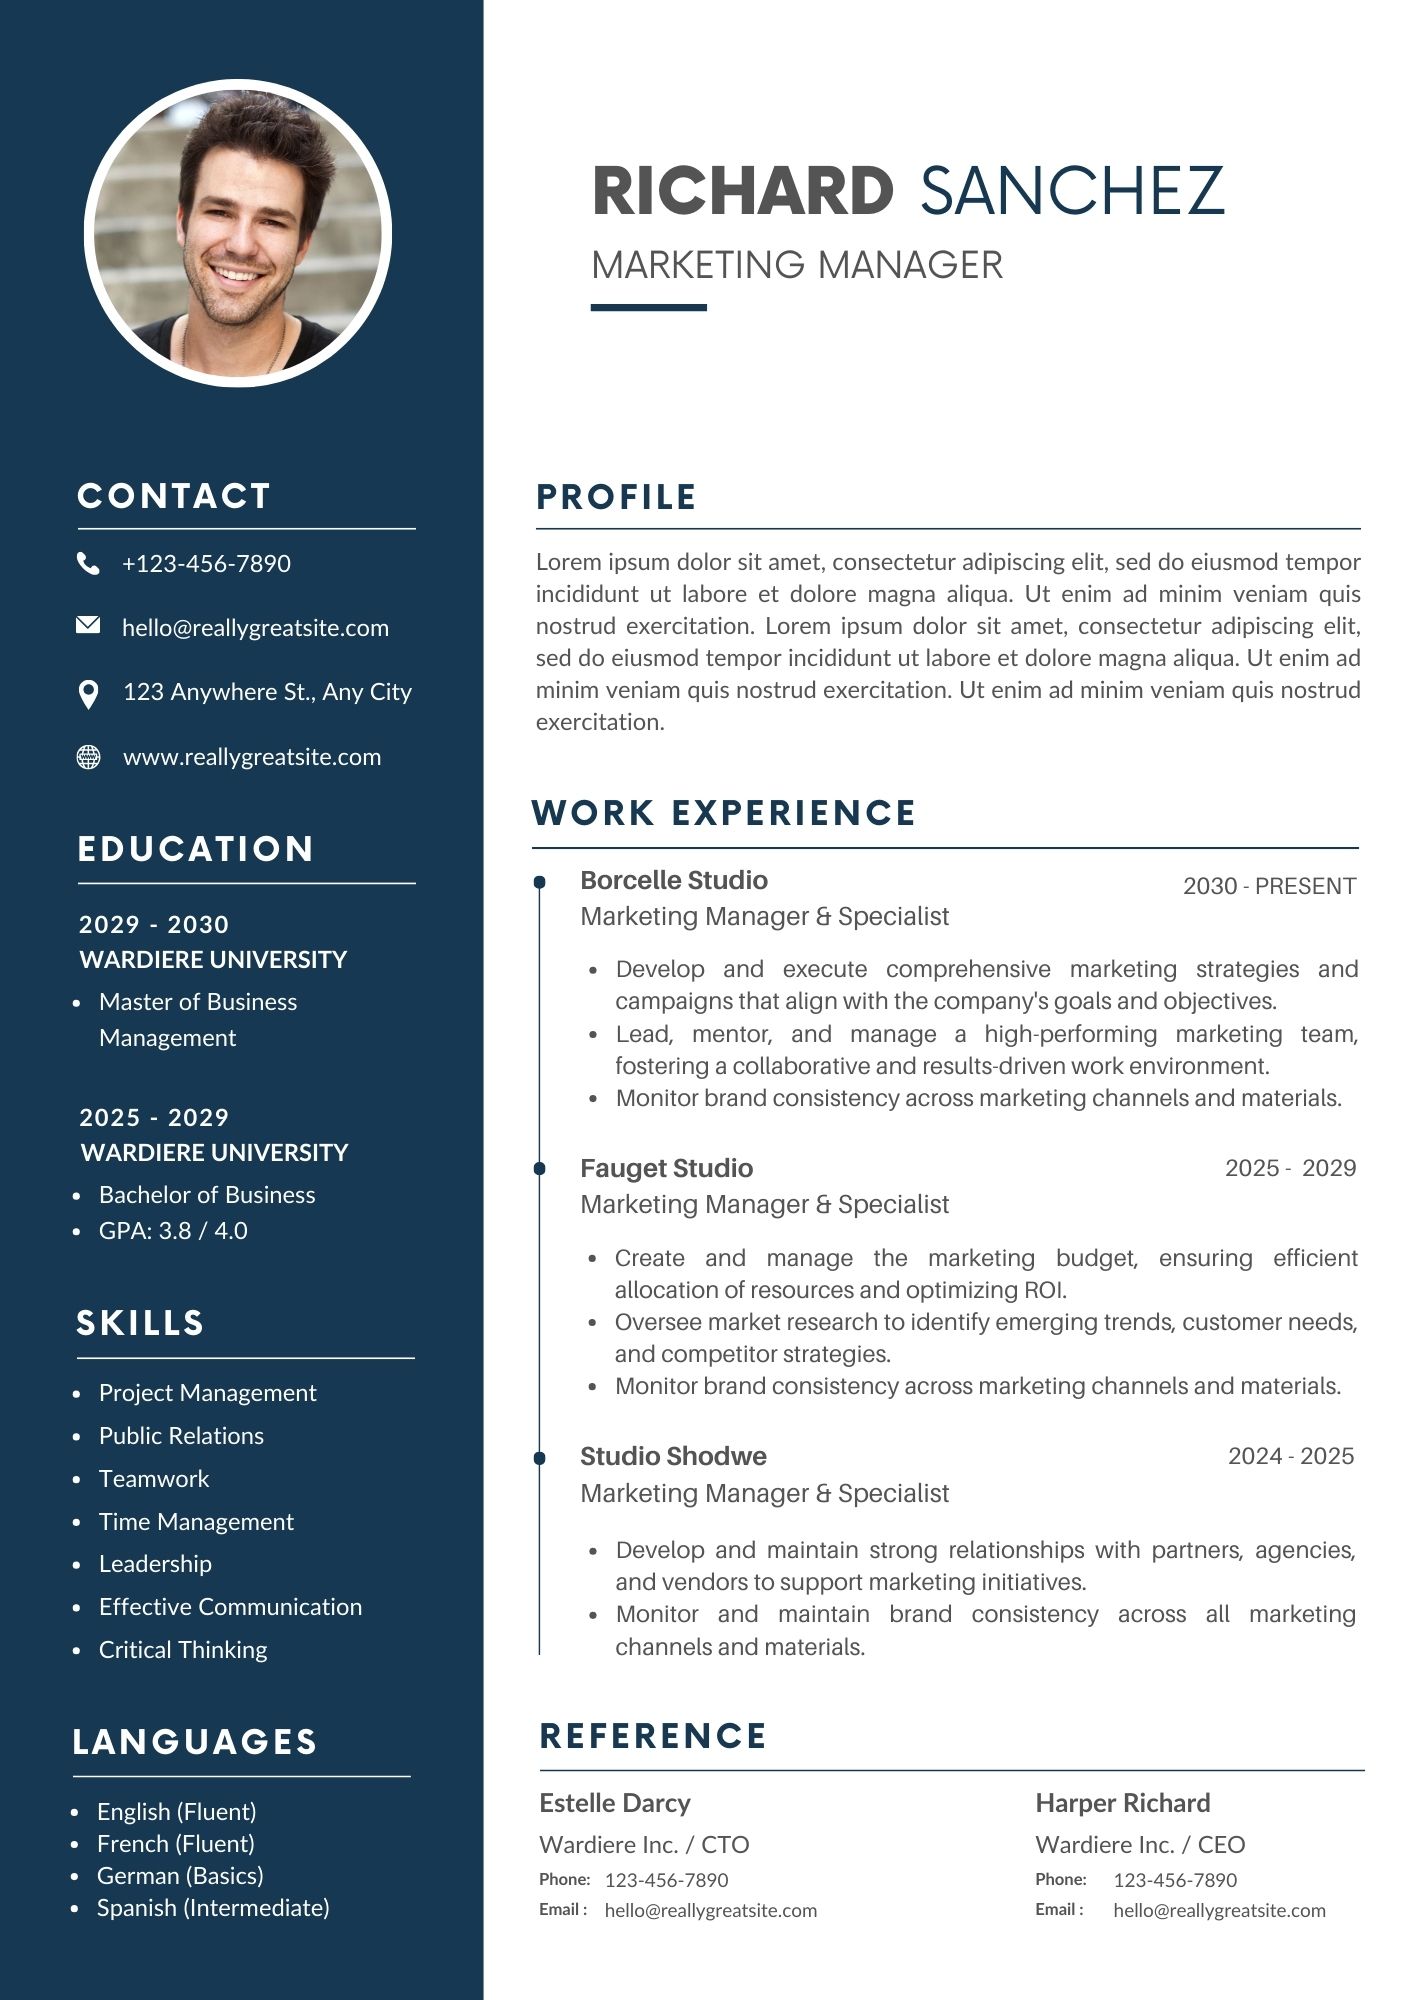 RICHARD SANCHEZ
MARKETING MANAGER
CONTACT
+123-456-7890
hello@reallygreatsite.com
123 Anywhere St., Any City
www.reallygreatsite.com
EDUCATION
2029 - 2030
WARDIERE UNIVERSITY
• Master of Business
Management
2025 - 2029
WARDIERE UNIVERSITY
• Bachelor of Business
• GPA: 3.8 / 4.0
SKILLS
• Project Management
• Public Relations
• Teamwork
• Time Management
• Leadership
• Effective Communication
• Critical Thinking
LANGUAGES
• English (Fluent)
• French (Fluent)
• German (Basics)
• Spanish (Intermediate)
PROFILE
Lorem ipsum dolor sit amet, consectetur adipiscing elit, sed do eiusmod tempor
incididunt ut labore et dolore magna aliqua. Ut enim ad minim veniam quis
nostrud exercitation. Lorem ipsum dolor sit amet, consectetur adipiscing elit,
sed do eiusmod tempor incididunt ut labore et dolore magna aliqua. Ut enim ad
minim veniam quis nostrud exercitation. Ut enim ad minim veniam quis nostrud
exercitation.
WORK EXPERIENCE
Borcelle Studio 2030 - PRESENT
Marketing Manager & Specialist
• Develop and execute comprehensive marketing strategies and
campaigns that align with the company's goals and objectives.
• Lead, mentor, and manage a high-performing marketing team,
fostering a collaborative and results-driven work environment.
• Monitor brand consistency across marketing channels and materials.
Fauget Studio 2025 - 2029
Marketing Manager & Specialist
• Create and manage the marketing budget, ensuring efficient
allocation of resources and optimizing ROI.
• Oversee market research to identify emerging trends, customer needs,
and competitor strategies.
• Monitor brand consistency across marketing channels and materials.
Studio Shodwe 2024 - 2025
Marketing Manager & Specialist
• Develop and maintain strong relationships with partners, agencies,
and vendors to support marketing initiatives.
• Monitor and maintain brand consistency across all marketing
channels and materials.
REFERENCE
Estelle Darcy
Wardiere Inc. / CTO
Phone: 123-456-7890
Email : hello@reallygreatsite.com
Harper Richard
Wardiere Inc. / CEO
Phone: 123-456-7890
Email : hello@reallygreatsite.com